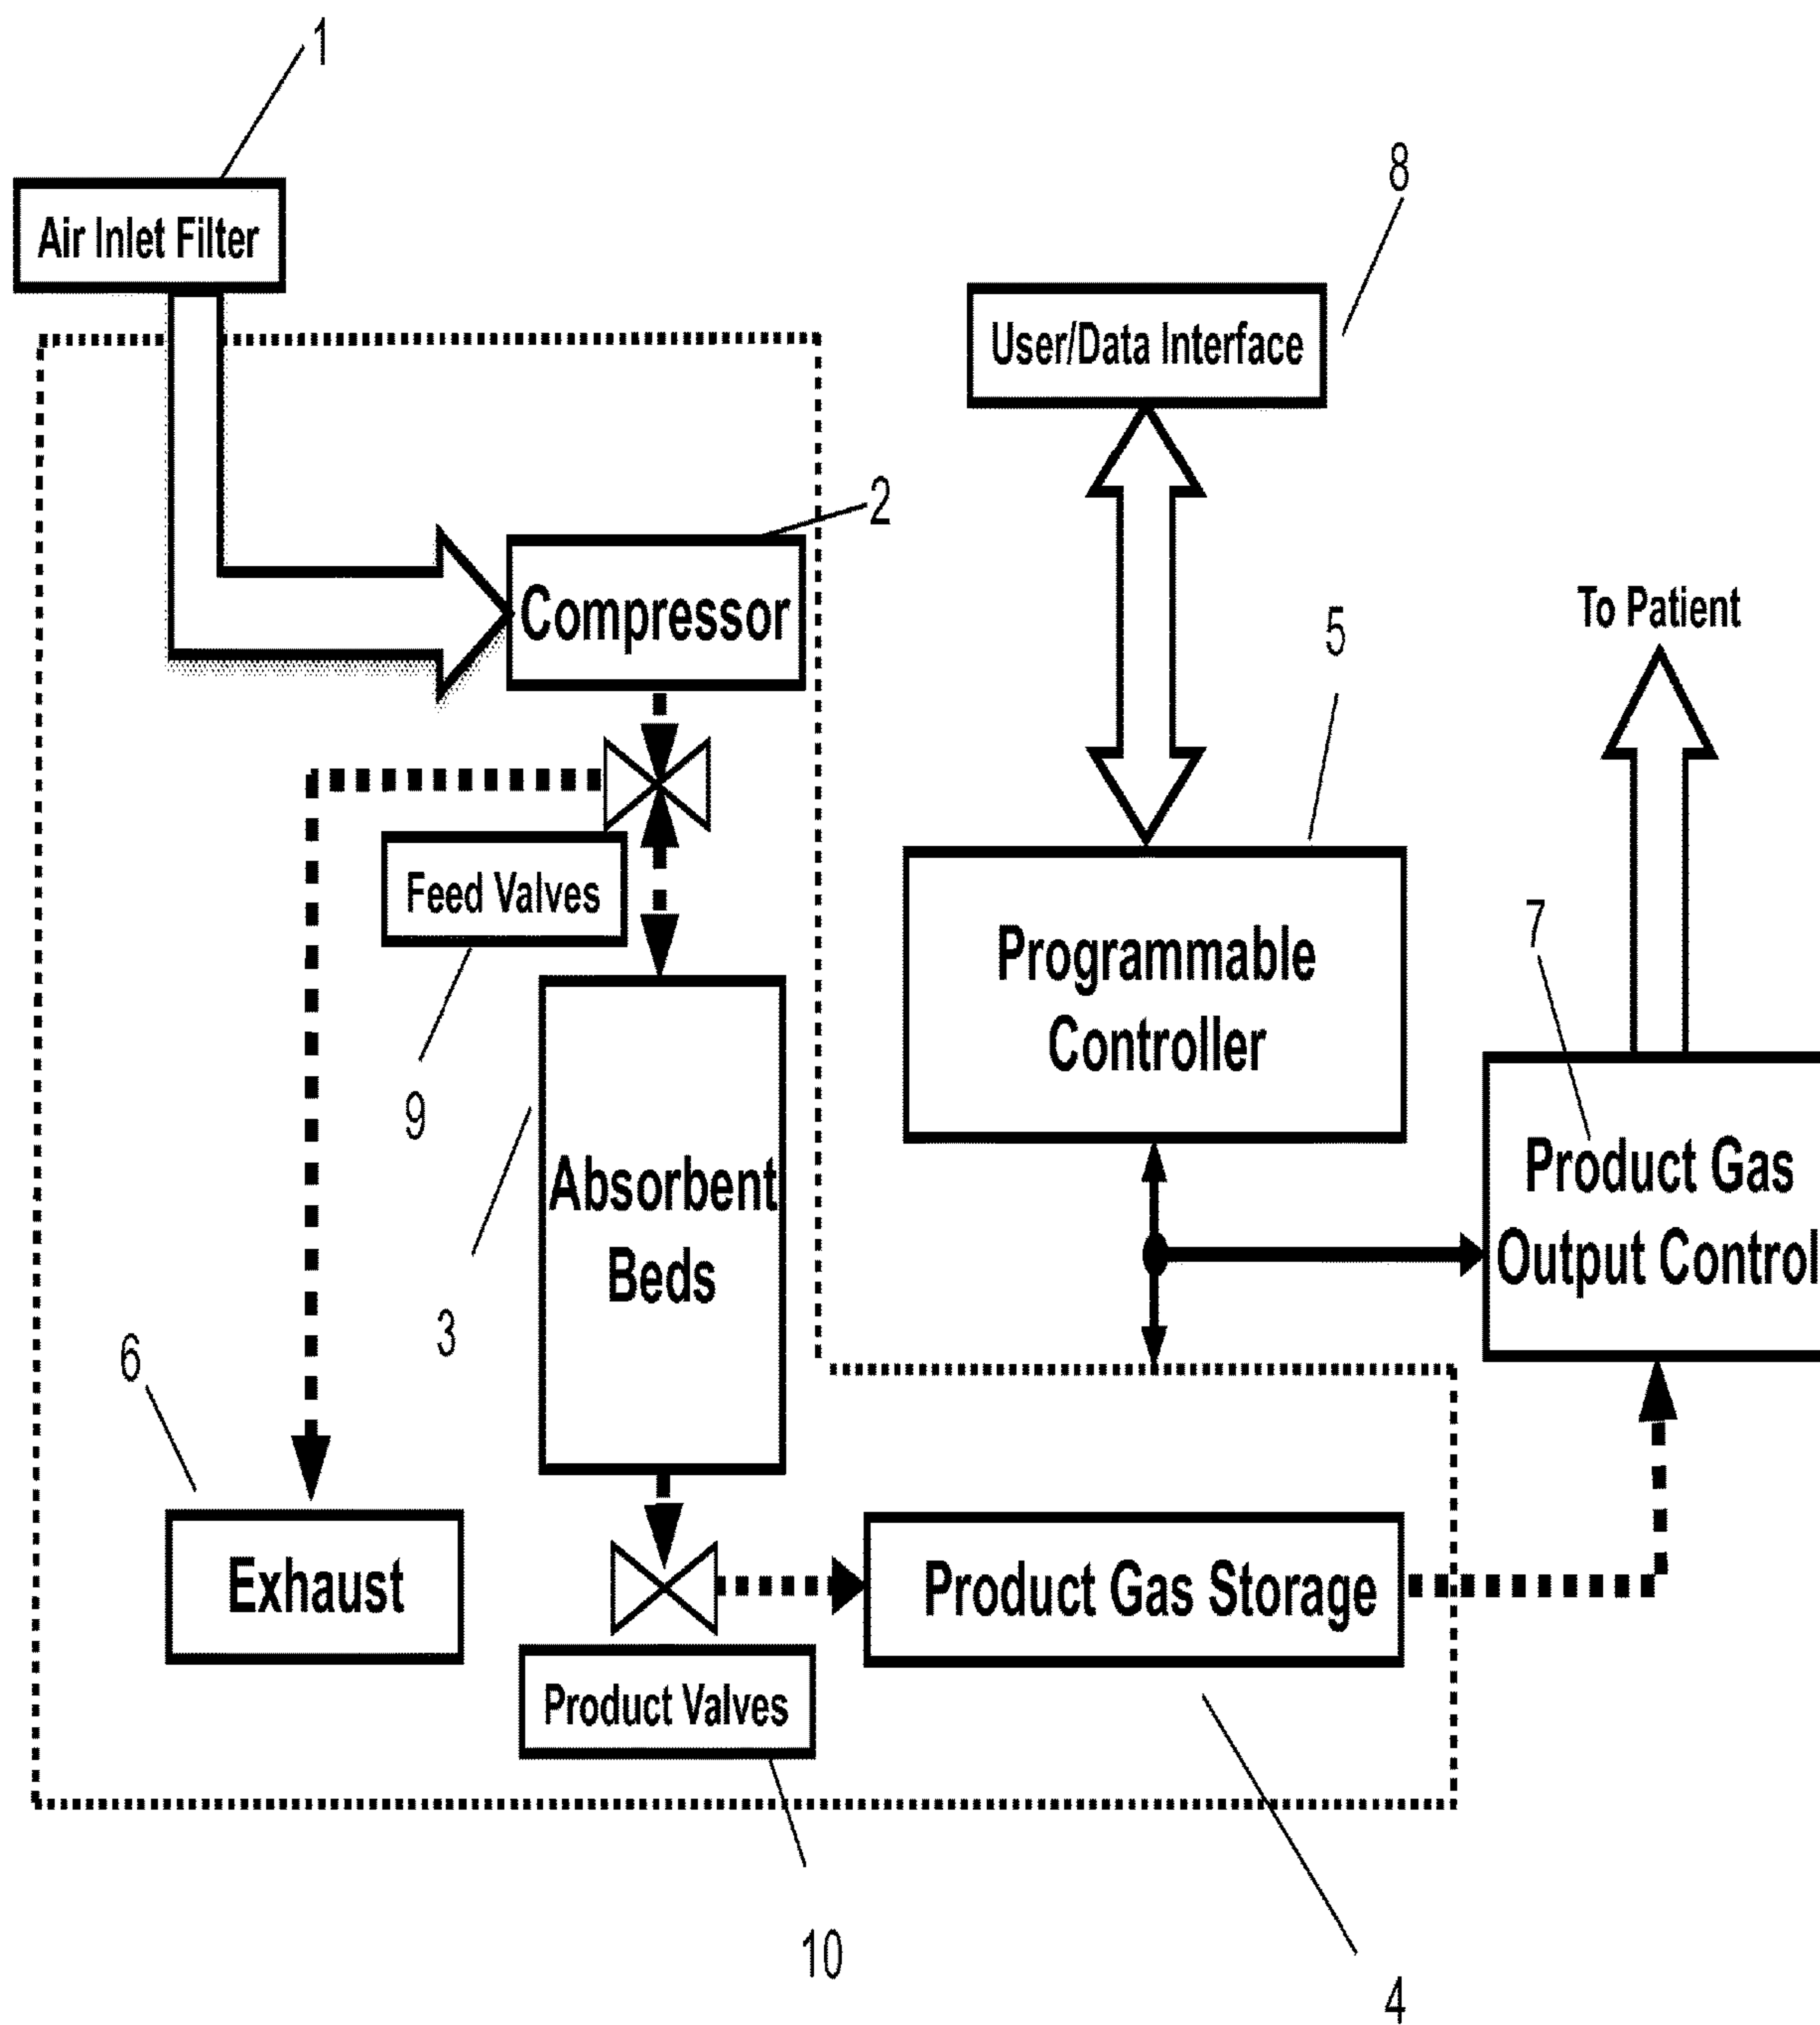 1
Air Inlet Filter
8
User/Data Interface
2
Compressor
To Patient
5
Feed Valves
Programmable
Controller
7
9
Absorbent
Beds
3
Product Gas
Output Control
6
Exhaust
Product Gas Storage
Product Valves
10
4